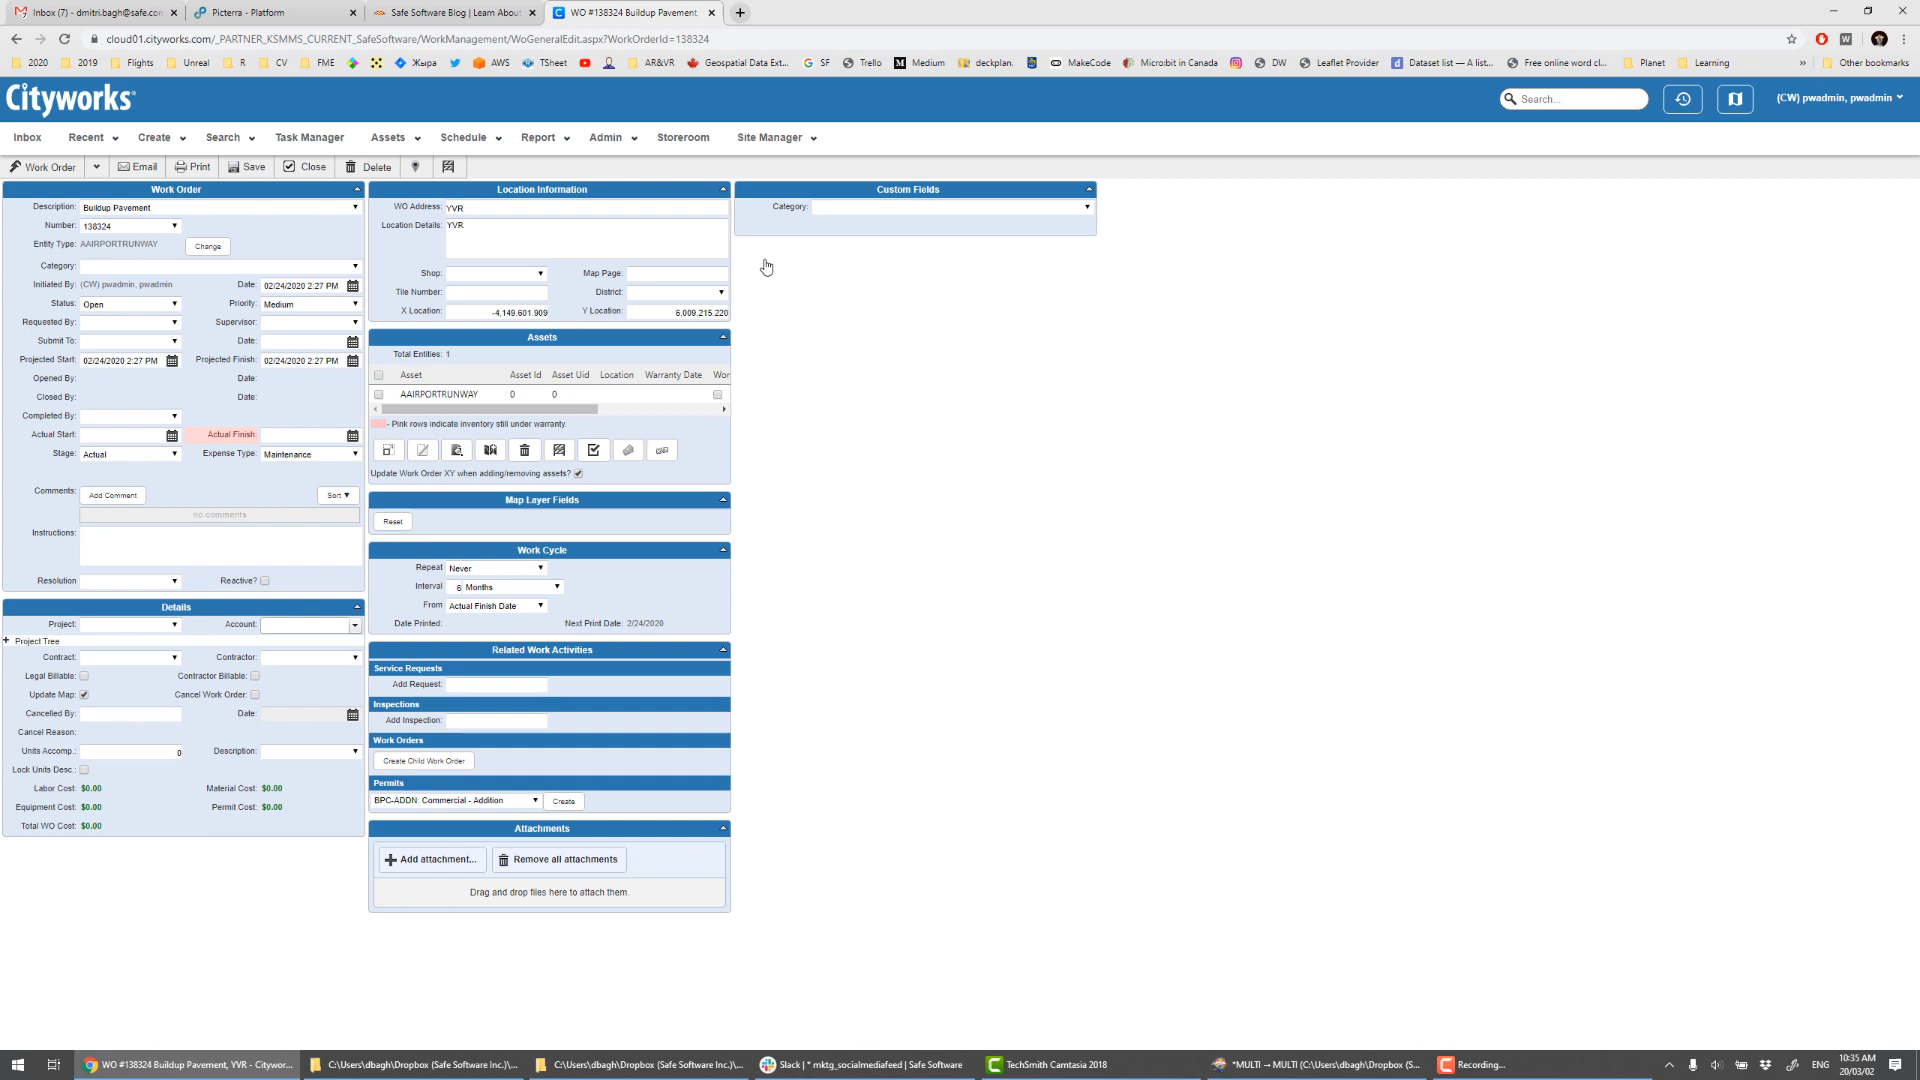 Inbox (7) - dmitri.bagh@safe.com
Picterra - Platform
Safe Software Blog | Learn About
WO #138324 Buildup Pavement,
cloud01.cityworks.com/_PARTNER_KSMMS_CURRENT_SafeSoftware/WorkManagement/WoGeneralEdit.aspx?WorkOrderId=138324
2020 2019 Flights Unreal R CV FME Жыра AWS TSheet AR&VR Geospatial Data Ext... SF Trello Medium deckplan. MakeCode Micro:bit in Canada DW Leaflet Provider Dataset list — A list... Free online word cl... Planet Learning » Other bookmarks
Cityworks
Search...
(CW) pwadmin, pwadmin
Inbox Recent Create Search Task Manager Assets Schedule Report Admin Storeroom Site Manager
Work Order Email Print Save Close Delete
Work Order
Description: Buildup Pavement
Number: 138324
Entity Type: AAIRPORTRUNWAY Change
Category:
Initiated By: (CW) pwadmin, pwadmin Date: 02/24/2020 2:27 PM
Status: Open Priority: Medium
Requested By: Supervisor:
Submit To: Date:
Projected Start: 02/24/2020 2:27 PM Projected Finish: 02/24/2020 2:27 PM
Opened By: Date:
Closed By: Date:
Completed By:
Actual Start: Actual Finish:
Stage: Actual Expense Type: Maintenance
Comments: Add Comment Sort
no comments
Instructions:
Resolution Reactive?
Details
Project: Account:
Project Tree
Contract: Contractor:
Legal Billable: Contractor Billable:
Update Map: Cancel Work Order:
Cancelled By: Date:
Cancel Reason:
Units Accomp.: 0 Description:
Lock Units Desc.:
Labor Cost: $0.00 Material Cost: $0.00
Equipment Cost: $0.00 Permit Cost: $0.00
Total WO Cost: $0.00
Location Information
WO Address: YVR
Location Details: YVR
Shop: Map Page:
Tile Number: District:
X Location: -4,149,601.909 Y Location: 6,009,215.220
Assets
Total Entities: 1
Asset Asset Id Asset Uid Location Warranty Date Wor
AAIRPORTRUNWAY 0 0
- Pink rows indicate inventory still under warranty.
Update Work Order XY when adding/removing assets?
Map Layer Fields
Reset
Work Cycle
Repeat Never
Interval 6 Months
From Actual Finish Date
Date Printed: Next Print Date: 2/24/2020
Related Work Activities
Service Requests
Add Request:
Inspections
Add Inspection:
Work Orders
Create Child Work Order
Permits
BPC-ADDN: Commercial - Addition Create
Attachments
Add attachment... Remove all attachments
Drag and drop files here to attach them.
Custom Fields
Category:
WO #138324 Buildup Pavement, YVR - Citywor...
C:\Users\dbagh\Dropbox (Safe Software Inc.)\...
C:\Users\dbagh\Dropbox (Safe Software Inc.)\...
Slack | * mktg_socialmediafeed | Safe Software
TechSmith Camtasia 2018
*MULTI → MULTI (C:\Users\dbagh\Dropbox (S...
Recording...
ENG
10:35 AM
20/03/02